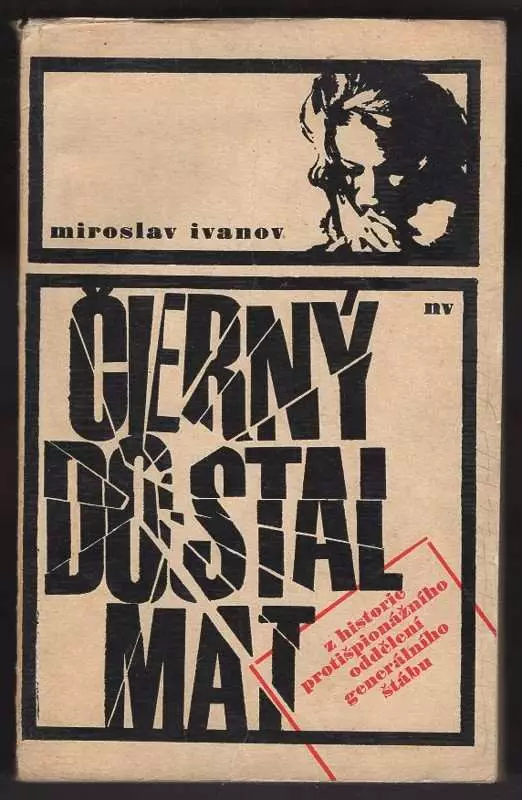 miroslav ivanov
nv
ČERNÝ
DOSTAL
MAT
z historie
protišpionážního
oddělení
generálního
štábu